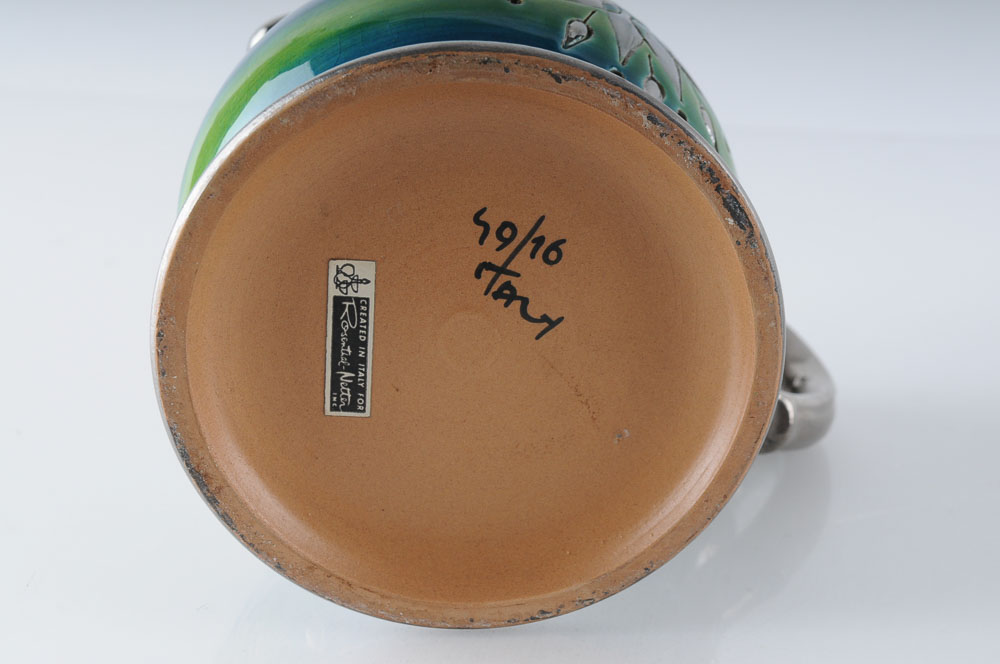 CREATED IN ITALY FOR
Rosenthal-Netter
INC
49/16
ITALY